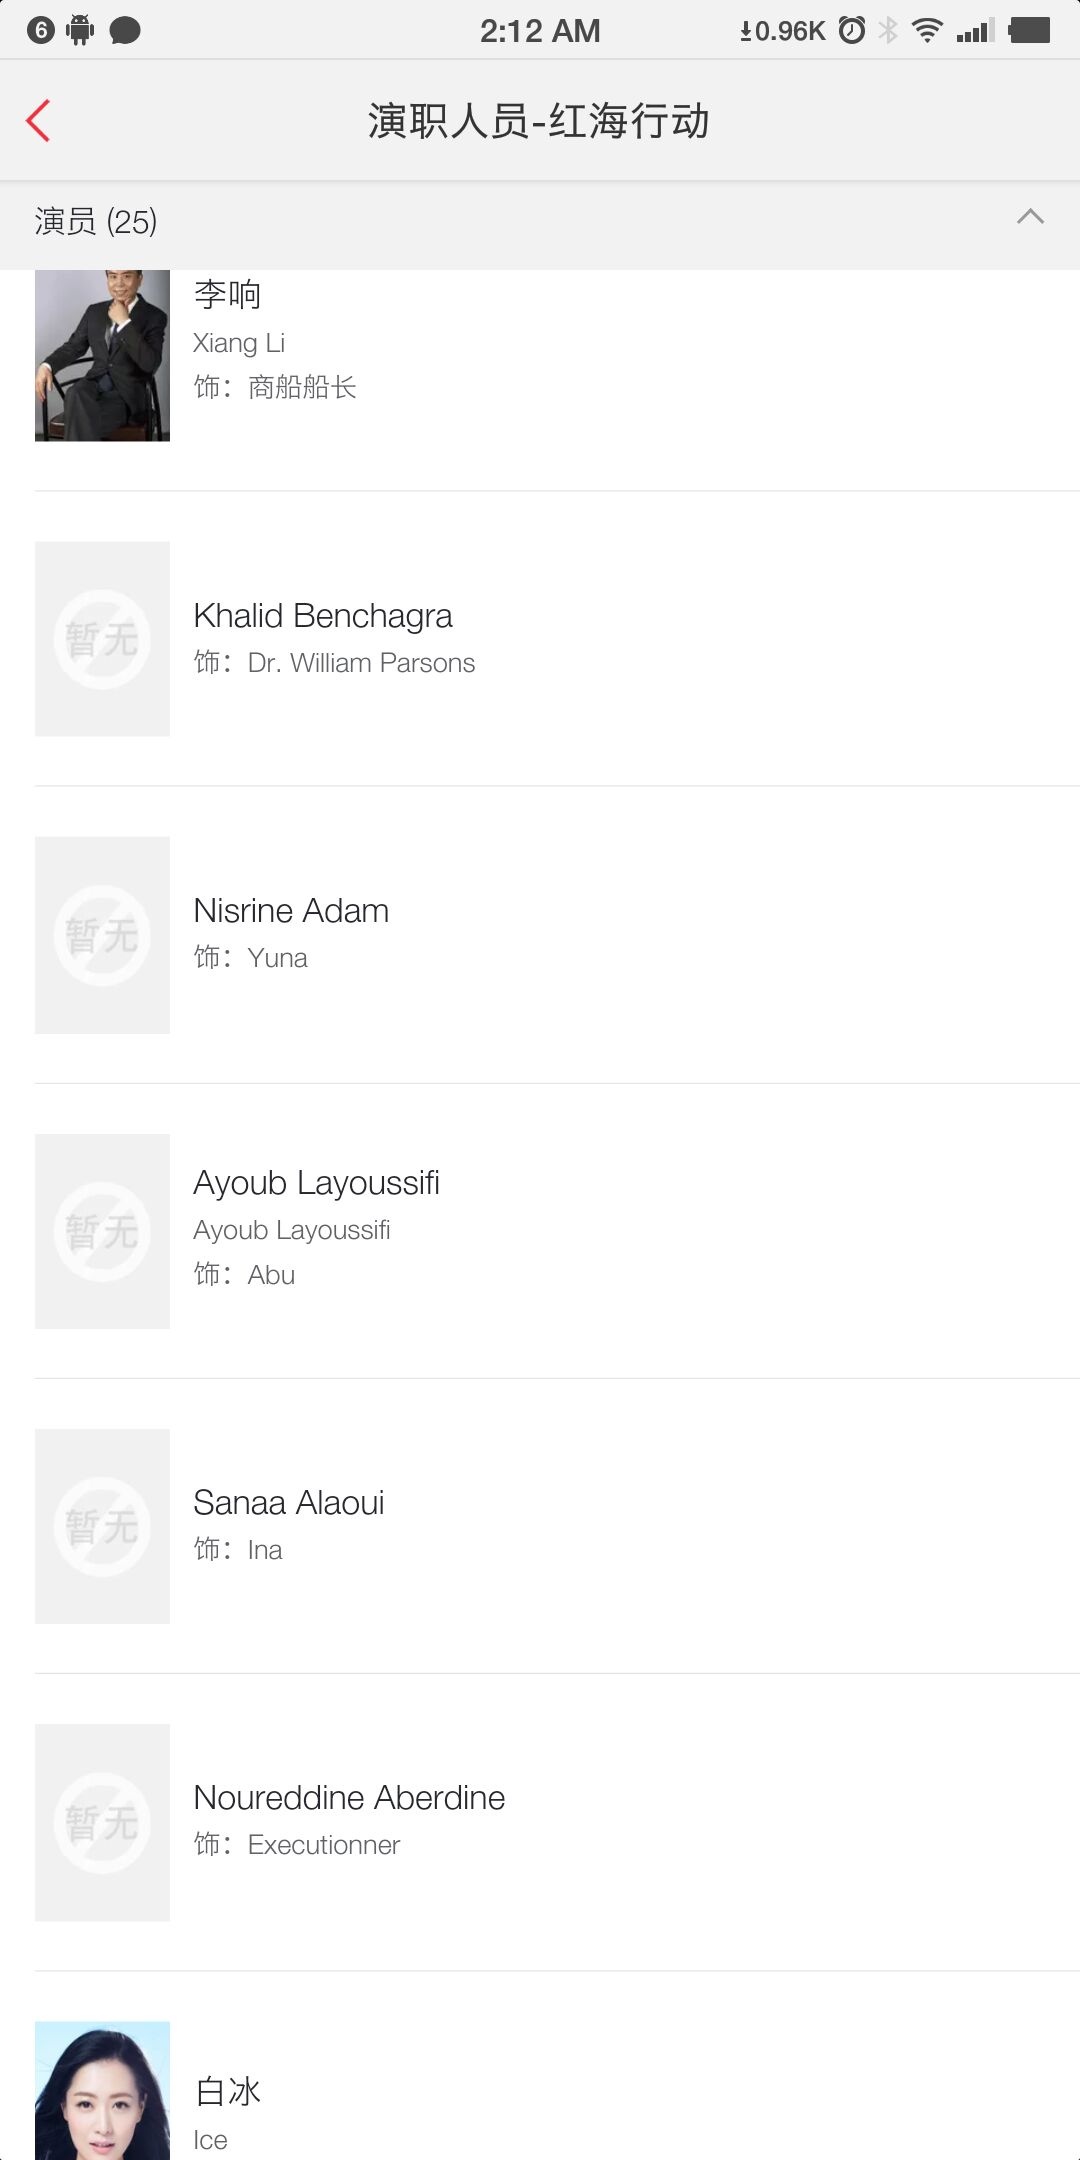 6
2:12 AM
0.96K
演职人员-红海行动
演员 (25)
李响
Xiang Li
饰：商船船长
暂无
Khalid Benchagra
饰：Dr. William Parsons
暂无
Nisrine Adam
饰：Yuna
暂无
Ayoub Layoussifi
Ayoub Layoussifi
饰：Abu
暂无
Sanaa Alaoui
饰：Ina
暂无
Noureddine Aberdine
饰：Executionner
白冰
Ice